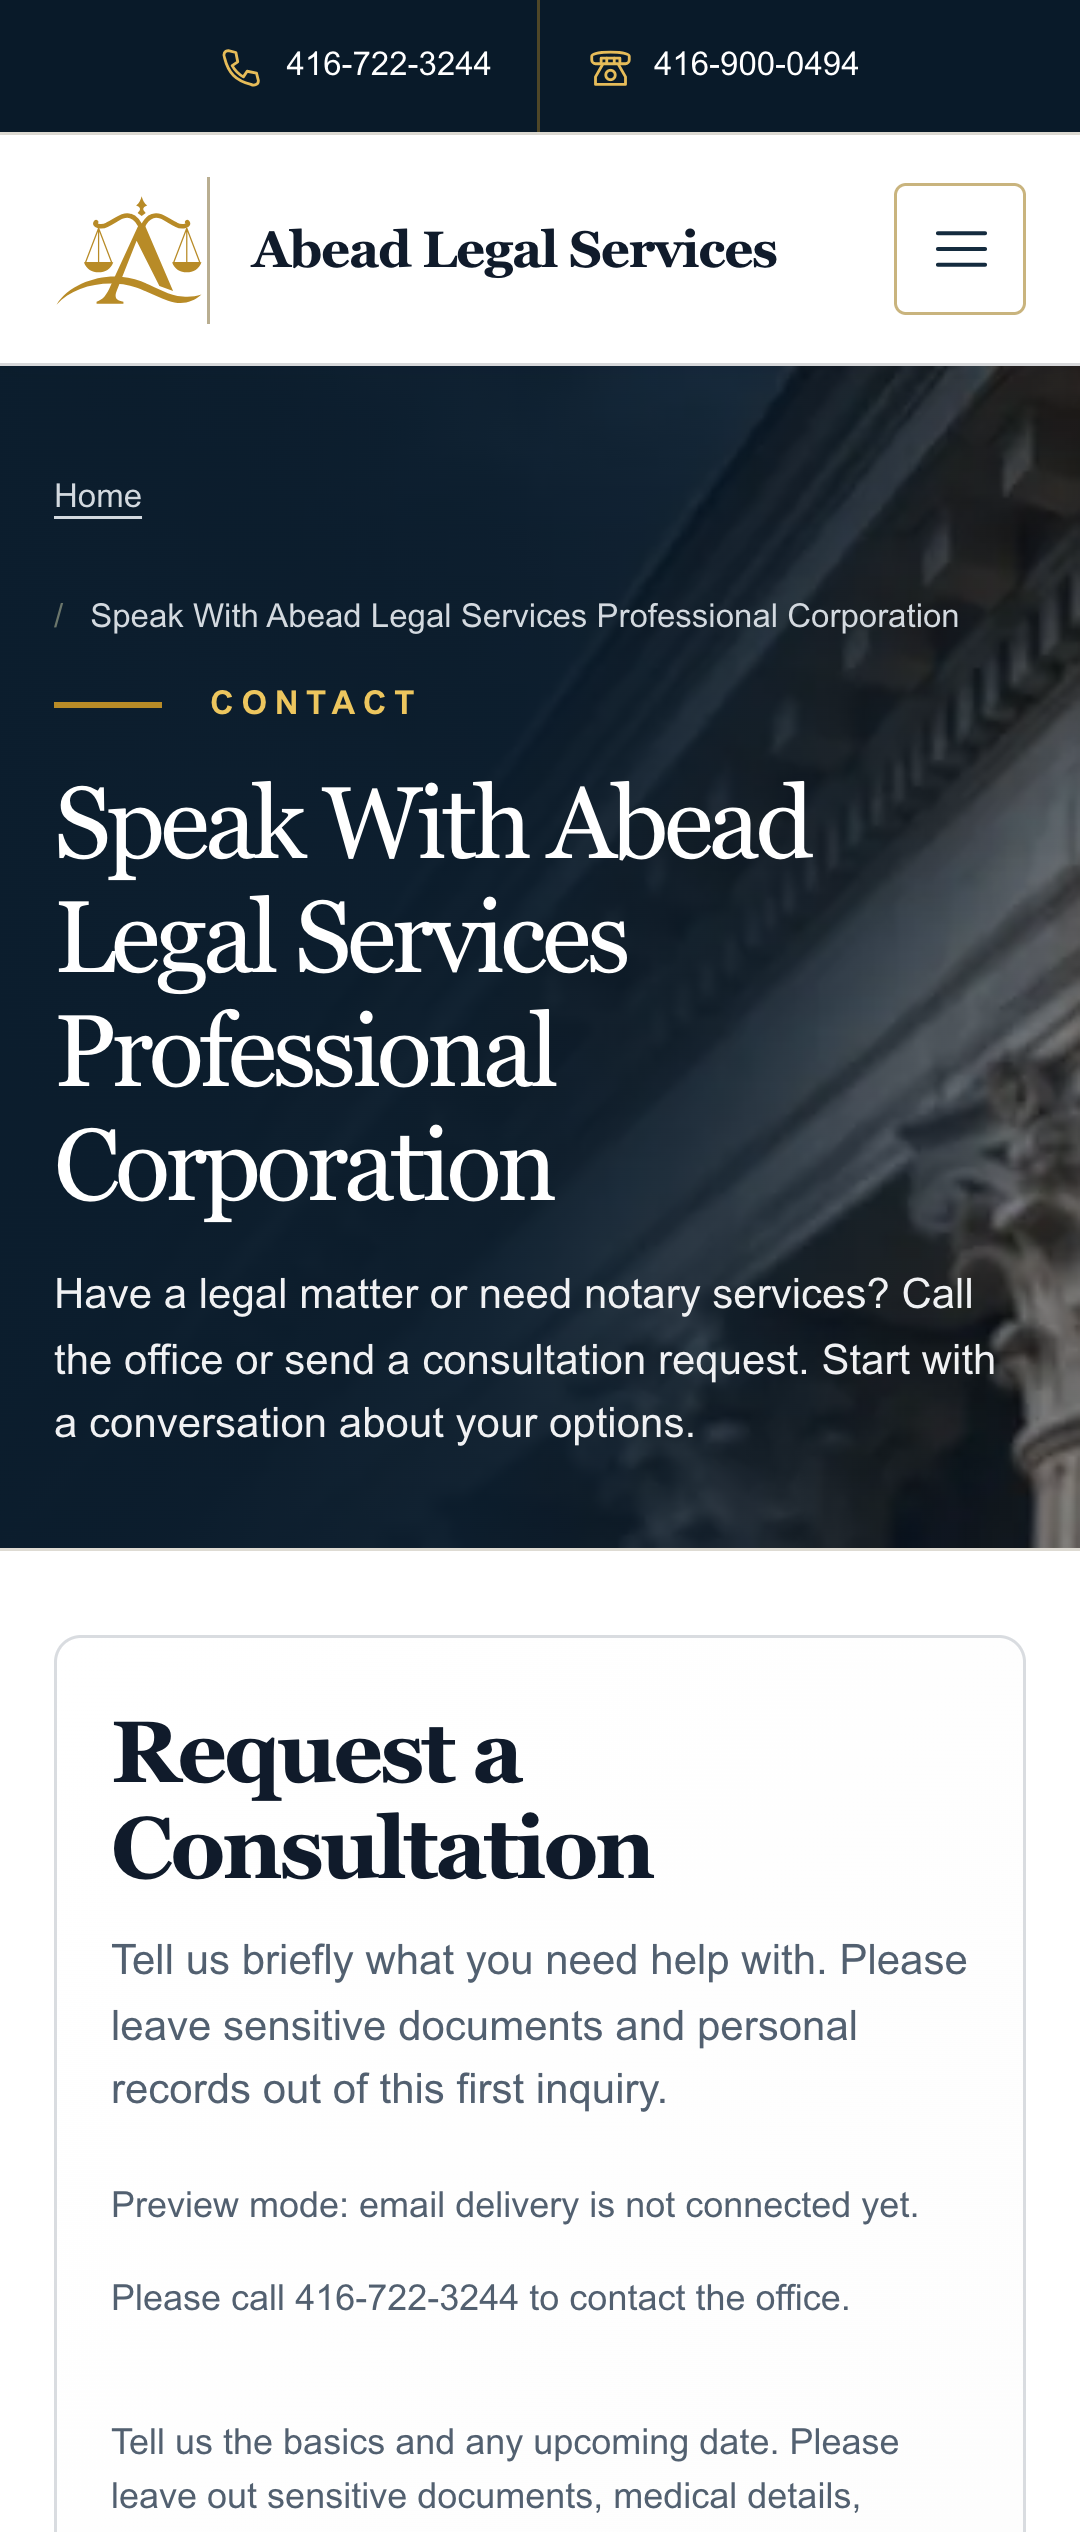 416-722-3244
416-900-0494
Abead Legal Services
Home
/ Speak With Abead Legal Services Professional Corporation
CONTACT
Speak With Abead
Legal Services
Professional
Corporation
Have a legal matter or need notary services? Call
the office or send a consultation request. Start with
a conversation about your options.
Request a
Consultation
Tell us briefly what you need help with. Please
leave sensitive documents and personal
records out of this first inquiry.
Preview mode: email delivery is not connected yet.
Please call 416-722-3244 to contact the office.
Tell us the basics and any upcoming date. Please
leave out sensitive documents, medical details,